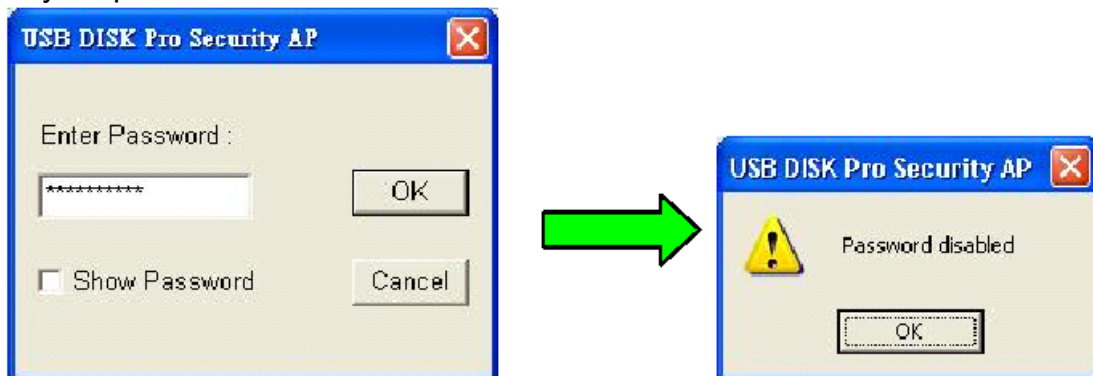 USB DISK Pro Security AP
Enter Password :
**********
OK
Show Password
Cancel
USB DISK Pro Security AP
Password disabled
OK